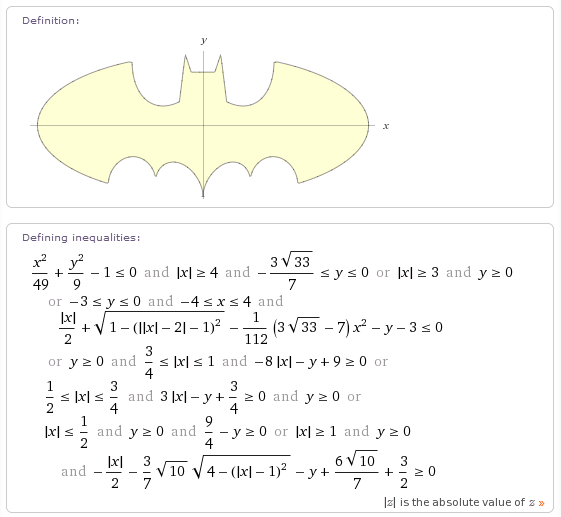 Definition:
y
x
Defining inequalities:
x²/49 + y²/9 − 1 ≤ 0 and |x| ≥ 4 and − 3√33/7 ≤ y ≤ 0 or |x| ≥ 3 and y ≥ 0
or −3 ≤ y ≤ 0 and −4 ≤ x ≤ 4 and
|x|/2 + √(1 − (||x| − 2| − 1)²) − 1/112 (3√33 − 7) x² − y − 3 ≤ 0
or y ≥ 0 and 3/4 ≤ |x| ≤ 1 and −8 |x| − y + 9 ≥ 0 or
1/2 ≤ |x| ≤ 3/4 and 3 |x| − y + 3/4 ≥ 0 and y ≥ 0 or
|x| ≤ 1/2 and y ≥ 0 and 9/4 − y ≥ 0 or |x| ≥ 1 and y ≥ 0
and − |x|/2 − 3/7 √10 √(4 − (|x| − 1)²) − y + 6√10/7 + 3/2 ≥ 0
|z| is the absolute value of z »